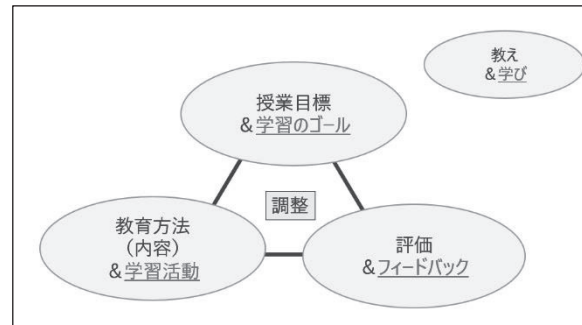 教え
&学び
授業目標
&学習のゴール
調整
教育方法
(内容)
&学習活動
評価
&フィードバック